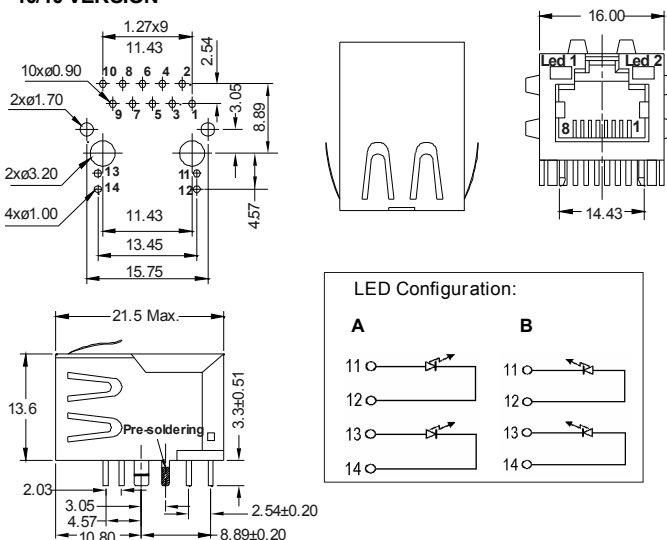 10/10 VERSION
1.27x9
11.43
2.54
10 8 6 4 2
10xø0.90
9 7 5 3 1
2xø1.70
3.05
8.89
2xø3.20
13
14
11
12
4xø1.00
4.57
11.43
13.45
15.75
16.00
Led 1 Led 2
8 1
14.43
21.5 Max.
13.6
Pre-soldering
3.3±0.51
2.03
3.05
4.57
10.80
2.54±0.20
8.89±0.20
LED Configuration:
A B
11 11
12 12
13 13
14 14